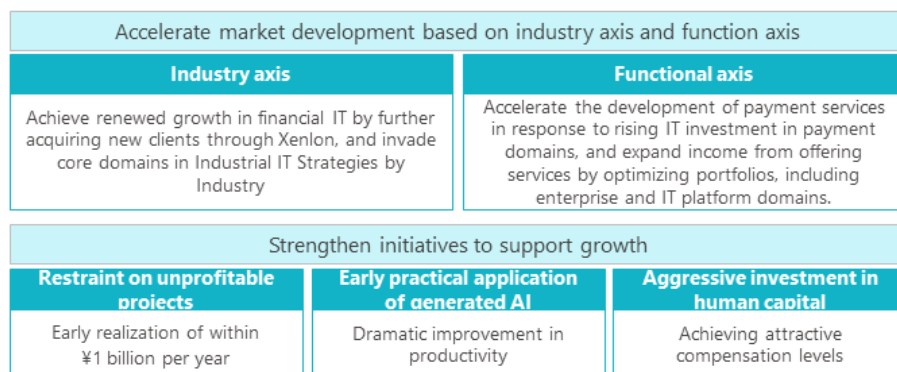 Accelerate market development based on industry axis and function axis
Industry axis
Achieve renewed growth in financial IT by further
acquiring new clients through Xenlon, and invade
core domains in Industrial IT Strategies by
Industry
Functional axis
Accelerate the development of payment services
in response to rising IT investment in payment
domains, and expand income from offering
services by optimizing portfolios, including
enterprise and IT platform domains.
Strengthen initiatives to support growth
Restraint on unprofitable
projects
Early realization of within
¥1 billion per year
Early practical application
of generated AI
Dramatic improvement in
productivity
Aggressive investment in
human capital
Achieving attractive
compensation levels